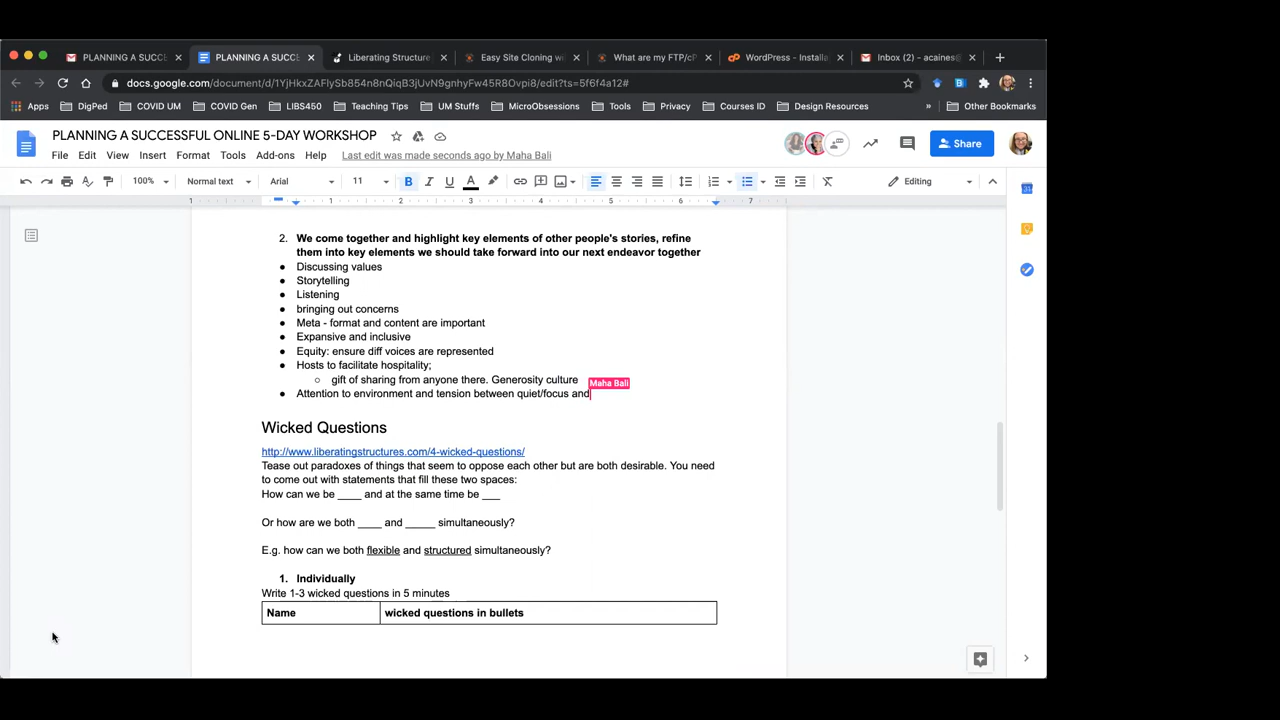 PLANNING A SUCCE
PLANNING A SUCCE
Liberating Structure
Easy Site Cloning wit
What are my FTP/cP
WordPress - Installa
Inbox (2) - acaines@
docs.google.com/document/d/1YjHkxZAFlySb854n8nQiqB3jUvN9gnhyFw45R8Ovpi8/edit?ts=5f6f4a12#
Apps DigPed COVID UM COVID Gen LIBS450 Teaching Tips UM Stuffs MicroObsessions Tools Privacy Courses ID Design Resources » Other Bookmarks
PLANNING A SUCCESSFUL ONLINE 5-DAY WORKSHOP
File Edit View Insert Format Tools Add-ons Help Last edit was made seconds ago by Maha Bali
Share
100% Normal text Arial 11 B I U A Editing
1 1 2 3 4 5 6 7
2. We come together and highlight key elements of other people's stories, refine
them into key elements we should take forward into our next endeavor together
● Discussing values
● Storytelling
● Listening
● bringing out concerns
● Meta - format and content are important
● Expansive and inclusive
● Equity: ensure diff voices are represented
● Hosts to facilitate hospitality;
○ gift of sharing from anyone there. Generosity culture
Maha Bali
● Attention to environment and tension between quiet/focus and
Wicked Questions
http://www.liberatingstructures.com/4-wicked-questions/
Tease out paradoxes of things that seem to oppose each other but are both desirable. You need
to come out with statements that fill these two spaces:
How can we be ____ and at the same time be ___
Or how are we both ____ and _____ simultaneously?
E.g. how can we both flexible and structured simultaneously?
1. Individually
Write 1-3 wicked questions in 5 minutes
Name wicked questions in bullets